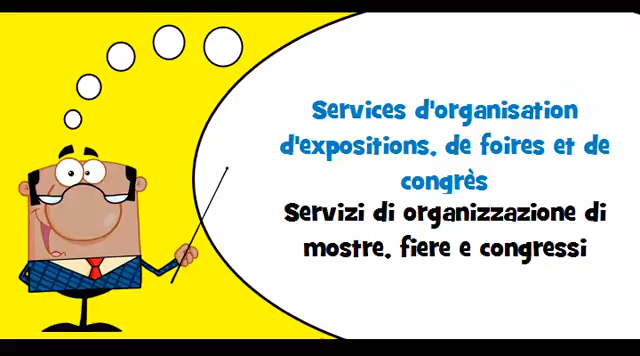 Services d'organisation
d'expositions, de foires et de
congrès
Servizi di organizzazione di
mostre, fiere e congressi